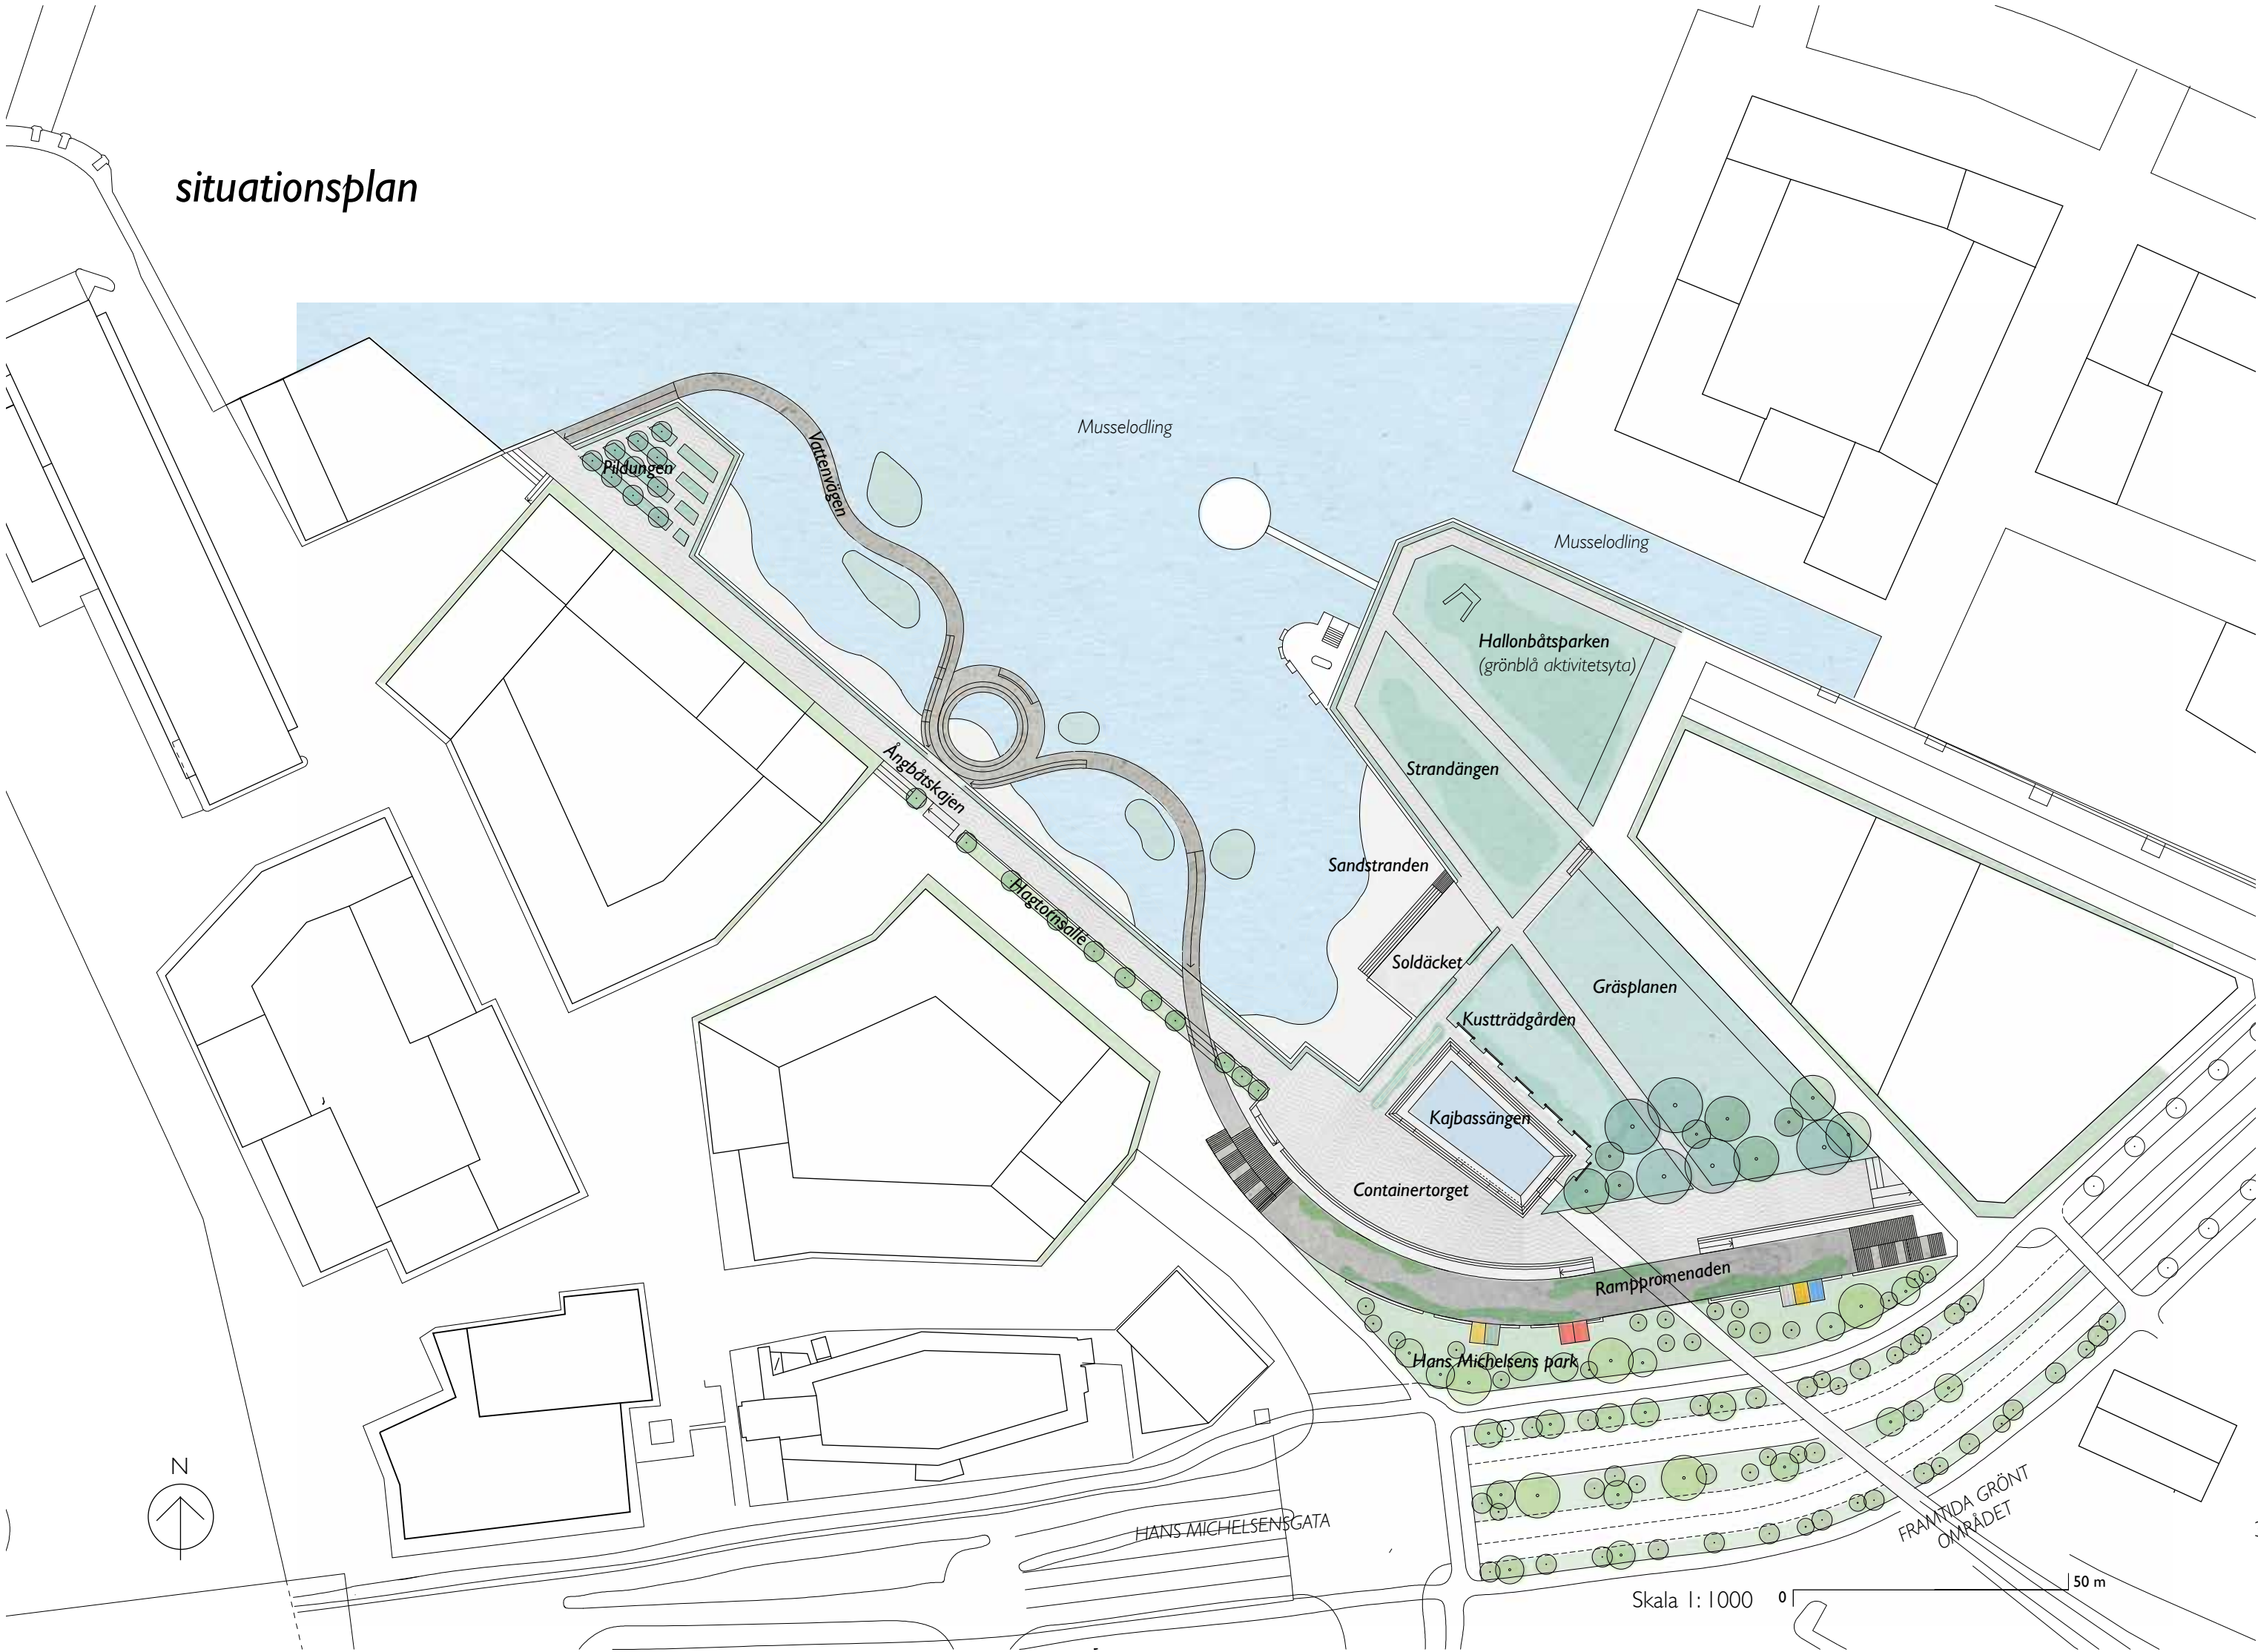 situationsplan
Musselodling
Pildungen
Vattenvägen
Musselodling
Hallonbåtsparken
(grönblå aktivitetsyta)
Strandängen
Ångbåtskajen
Sandstranden
Hagtornsallé
Soldäcket
Gräsplanen
Kustträdgården
Kajbassängen
Containertorget
Ramppromenaden
Hans Michelsens park
N
HANS MICHELSENSGATA
FRAMTIDA GRÖNT
OMRÅDET
Skala 1: 1000
0
50 m